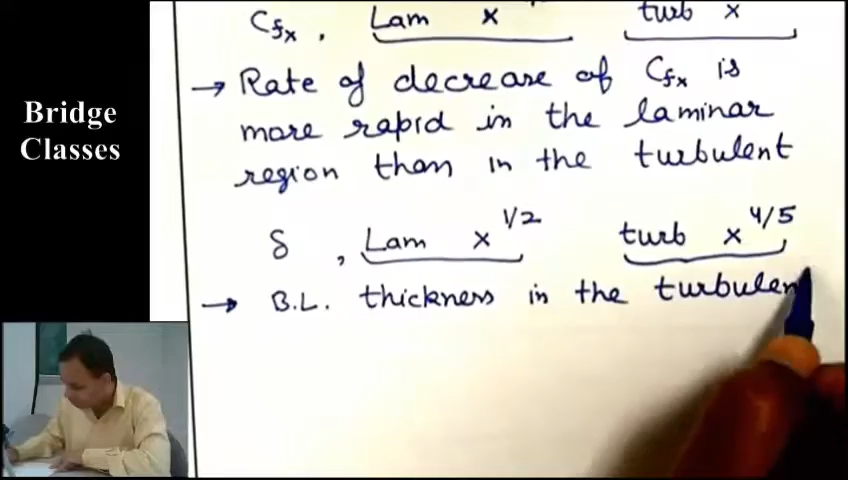 Bridge
Classes
Cfx , Lam x turb x
→ Rate of decrease of Cfx is
more rapid in the laminar
region than in the turbulent
δ , Lam x^1/2 turb x^4/5
→ B.L. thickness in the turbulen